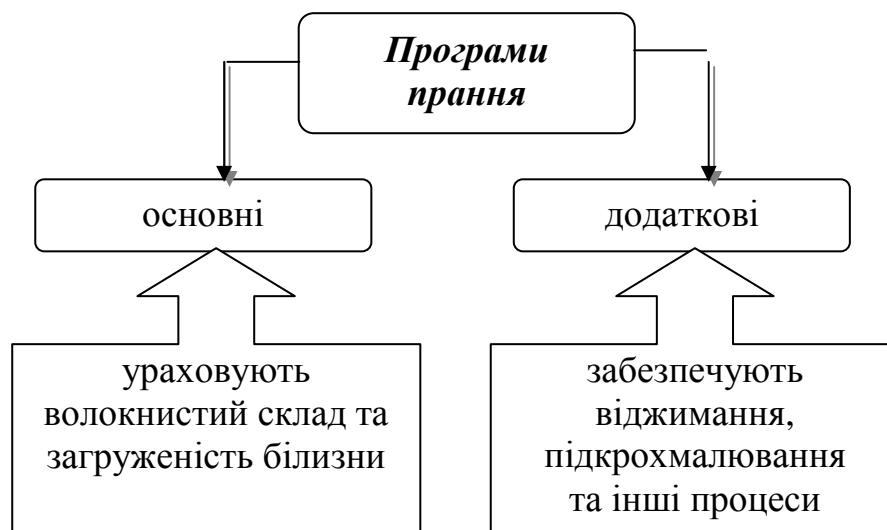 Програми
прання
основні
додаткові
ураховують
волокнистий склад та
загруженість білизни
забезпечують
віджимання,
підкрохмалювання
та інші процеси